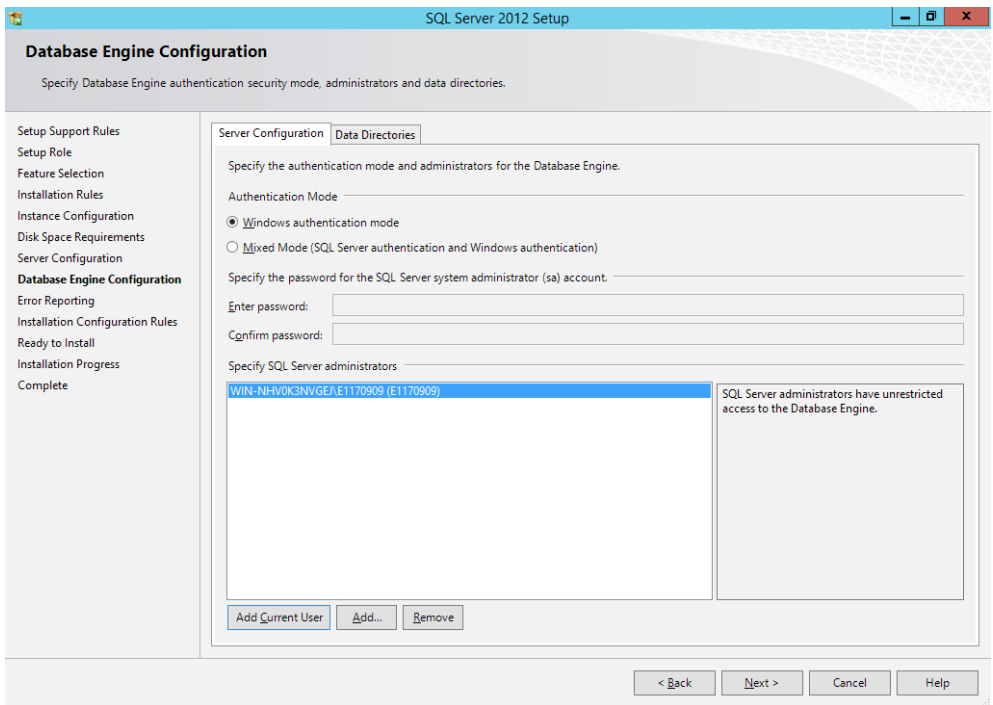 SQL Server 2012 Setup
Database Engine Configuration
Specify Database Engine authentication security mode, administrators and data directories.
Setup Support Rules
Setup Role
Feature Selection
Installation Rules
Instance Configuration
Disk Space Requirements
Server Configuration
Database Engine Configuration
Error Reporting
Installation Configuration Rules
Ready to Install
Installation Progress
Complete
Server Configuration
Data Directories
Specify the authentication mode and administrators for the Database Engine.
Authentication Mode
Windows authentication mode
Mixed Mode (SQL Server authentication and Windows authentication)
Specify the password for the SQL Server system administrator (sa) account.
Enter password:
Confirm password:
Specify SQL Server administrators
WIN-NHV0K3NVGEJ\E1170909 (E1170909)
SQL Server administrators have unrestricted
access to the Database Engine.
Add Current User
Add...
Remove
< Back
Next >
Cancel
Help